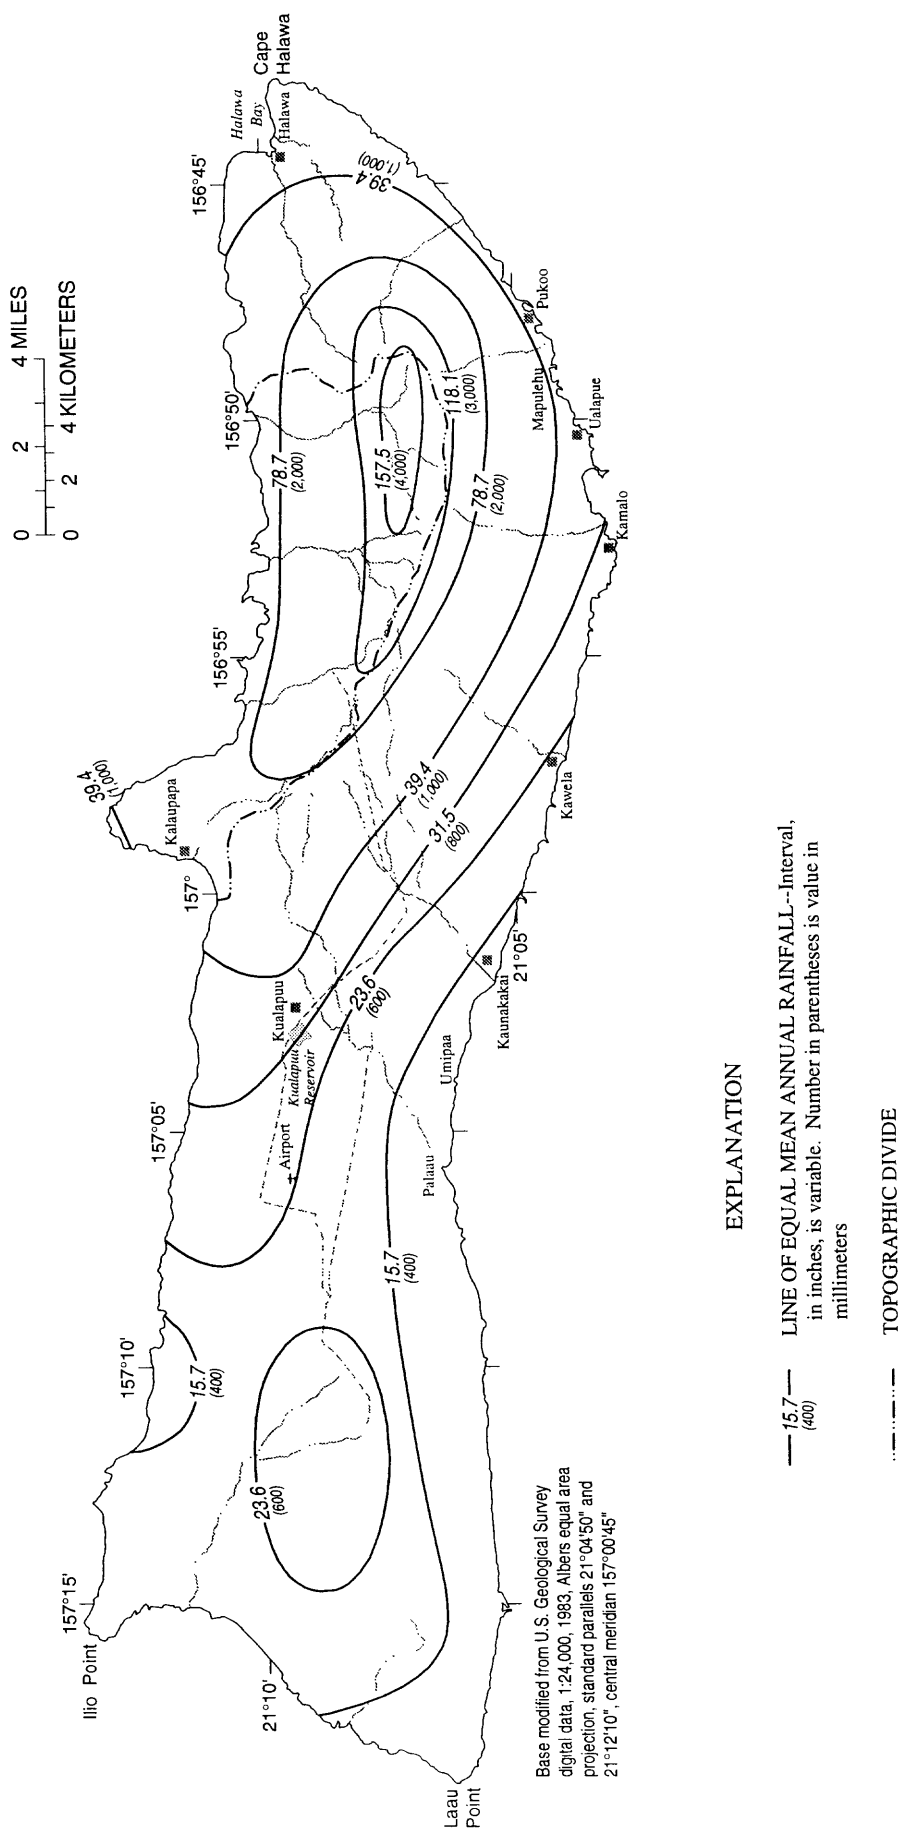 0 2 4 MILES
0 2 4 KILOMETERS
Cape
Halawa
Halawa
Bay
Halawa
156°45'
39.4
(1,000)
156°50'
78.7
(2,000)
157.5
(4,000)
118.1
(3,000)
78.7
(2,000)
Pukoo
Mapulehu
Ualapue
Kamalo
156°55'
39.4
(1,000)
Kalaupapa
157°
39.4
(1,000)
31.5
(800)
Kawela
Kualapuu
Kualapuu
Reservoir
23.6
(600)
21°05'
Kaunakakai
Umipaa
157°05'
Airport
Palaau
15.7
(400)
157°10'
15.7
(400)
23.6
(600)
157°15'
Ilio Point
21°10'
Laau
Point
Base modified from U.S. Geological Survey
digital data, 1:24,000, 1983, Albers equal area
projection, standard parallels 21°04'50" and
21°12'10", central meridian 157°00'45"
EXPLANATION
15.7
(400)
LINE OF EQUAL MEAN ANNUAL RAINFALL--Interval,
in inches, is variable. Number in parentheses is value in
millimeters
TOPOGRAPHIC DIVIDE